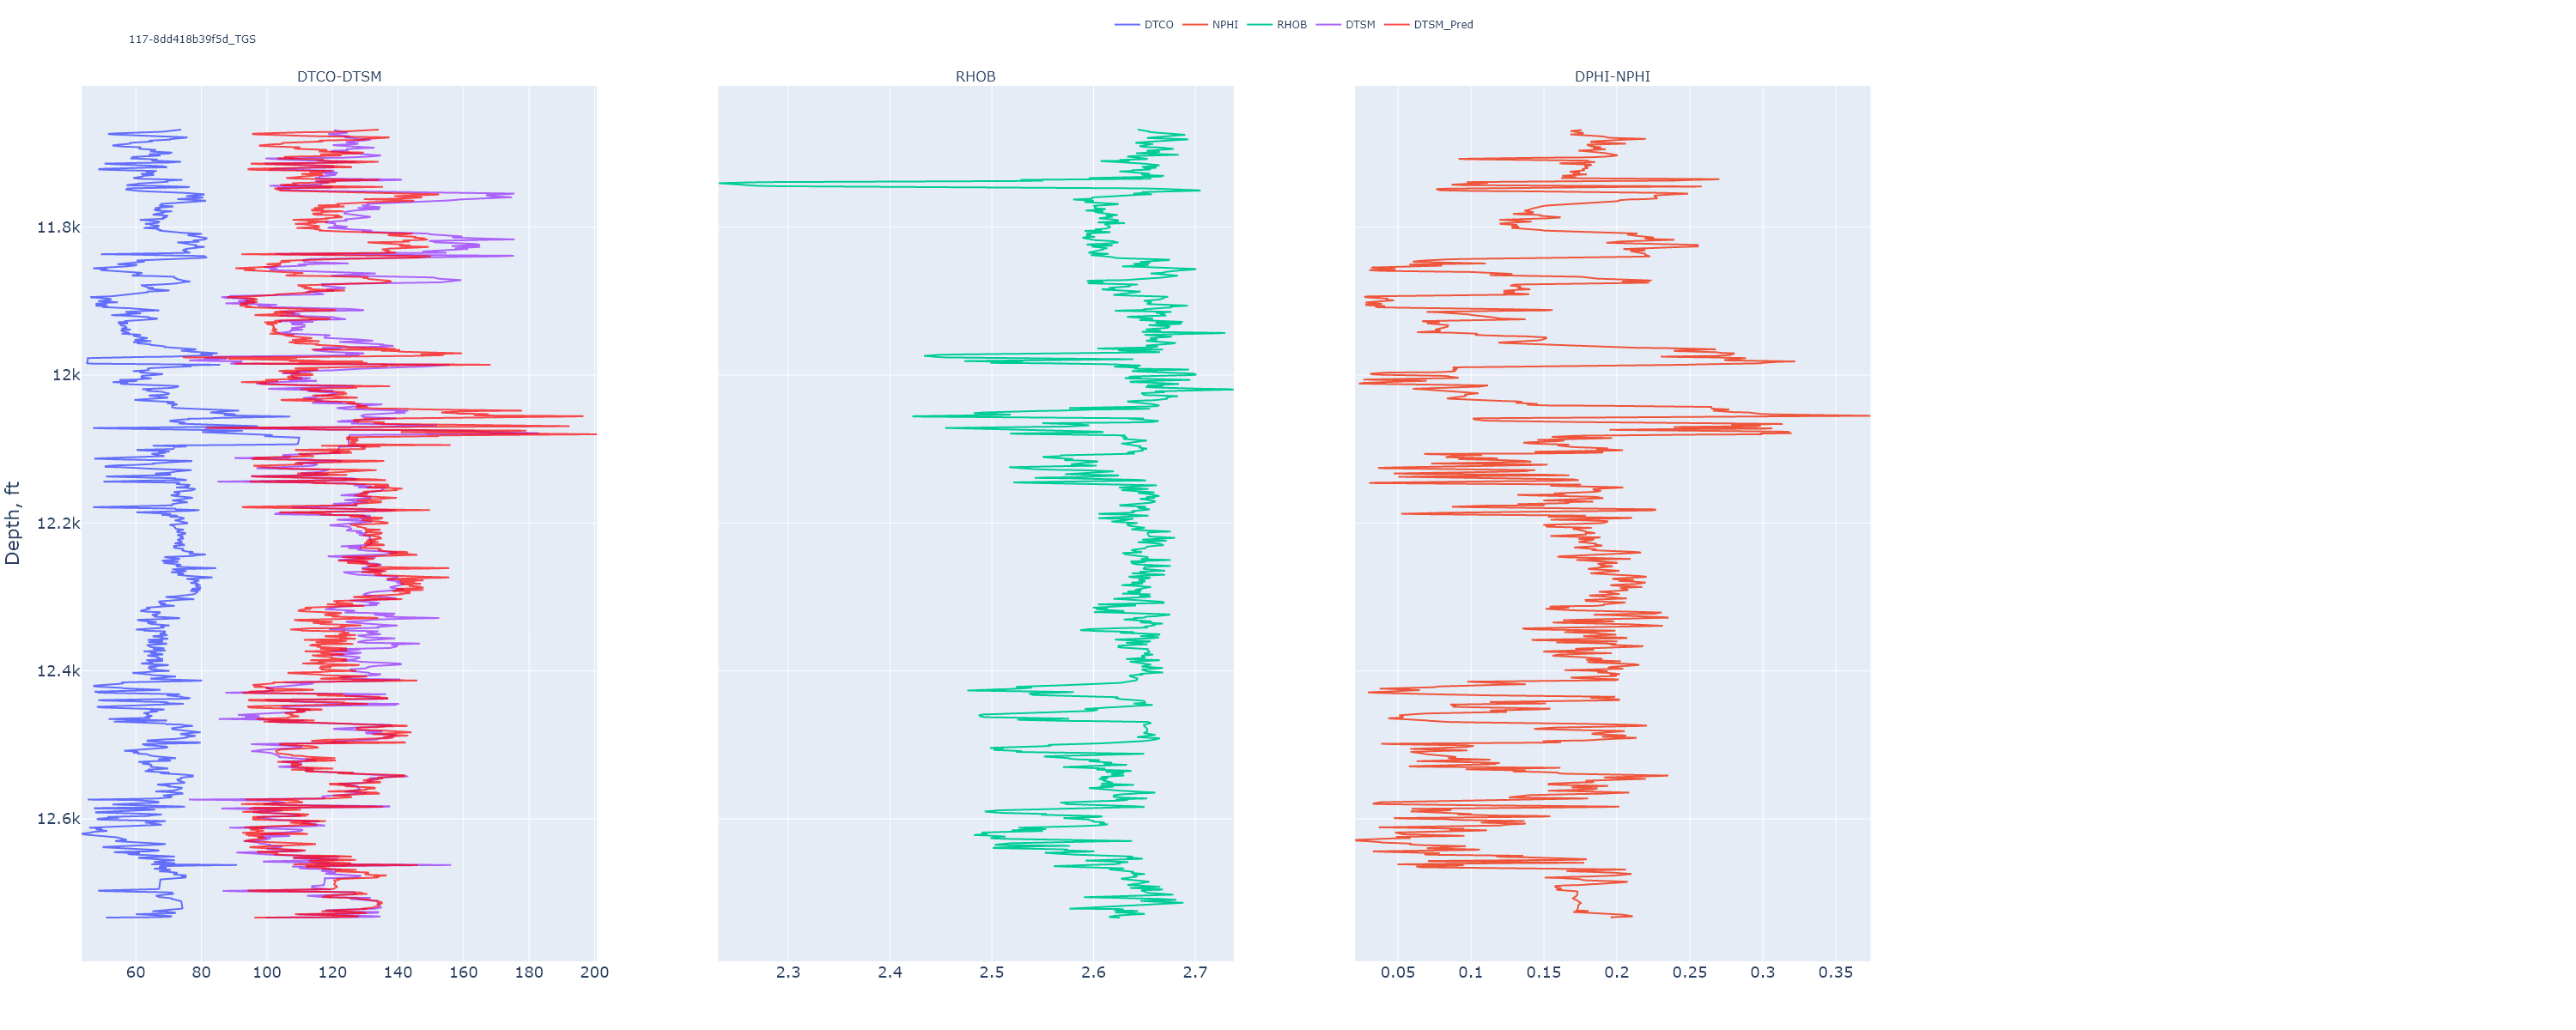 DTCO NPHI RHOB DTSM DTSM_Pred
117-8dd418b39f5d_TGS
DTCO-DTSM RHOB DPHI-NPHI
Depth, ft
11.8k
12k
12.2k
12.4k
12.6k
60 80 100 120 140 160 180 200
2.3 2.4 2.5 2.6 2.7
0.05 0.1 0.15 0.2 0.25 0.3 0.35